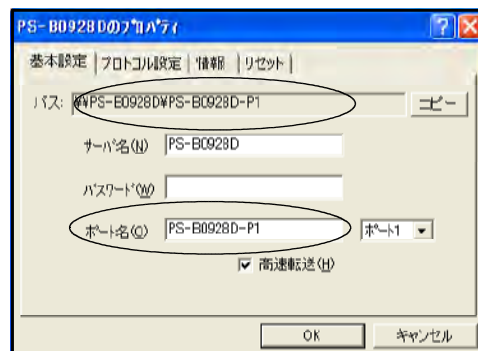 PS-B0928Dのﾌﾟﾛﾊﾟﾃｨ
基本設定 プロトコル設定 情報 リセット
パス: ¥¥PS-B0928D¥PS-B0928D-P1 コピー
サーバ名(N) PS-B0928D
パスワード(W)
ポート名(O) PS-B0928D-P1 ポート1
高速転送(H)
OK キャンセル